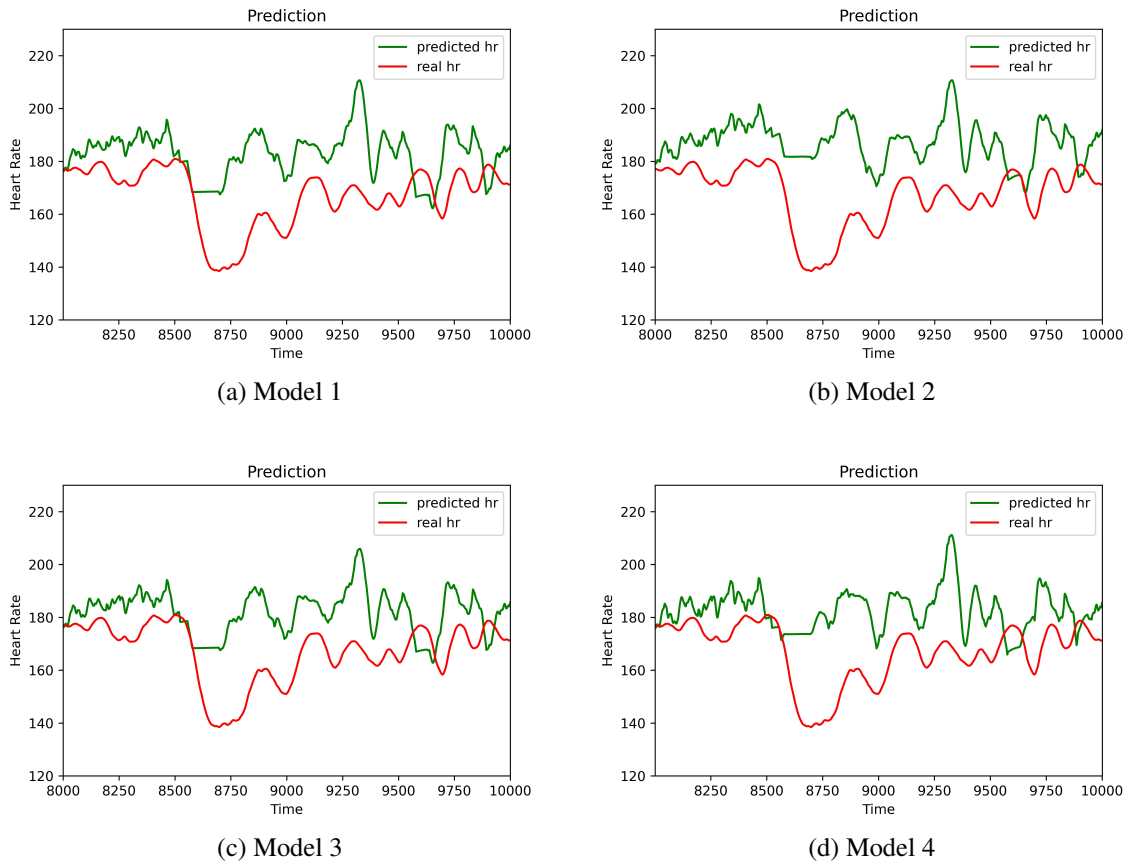 Prediction
Heart Rate
220
200
180
160
140
120
predicted hr
real hr
8250 8500 8750 9000 9250 9500 9750 10000
Time
(a) Model 1
Prediction
Heart Rate
220
200
180
160
140
120
predicted hr
real hr
8000 8250 8500 8750 9000 9250 9500 9750 10000
Time
(b) Model 2
Prediction
Heart Rate
220
200
180
160
140
120
predicted hr
real hr
8000 8250 8500 8750 9000 9250 9500 9750 10000
Time
(c) Model 3
Prediction
Heart Rate
220
200
180
160
140
120
predicted hr
real hr
8250 8500 8750 9000 9250 9500 9750 10000
Time
(d) Model 4